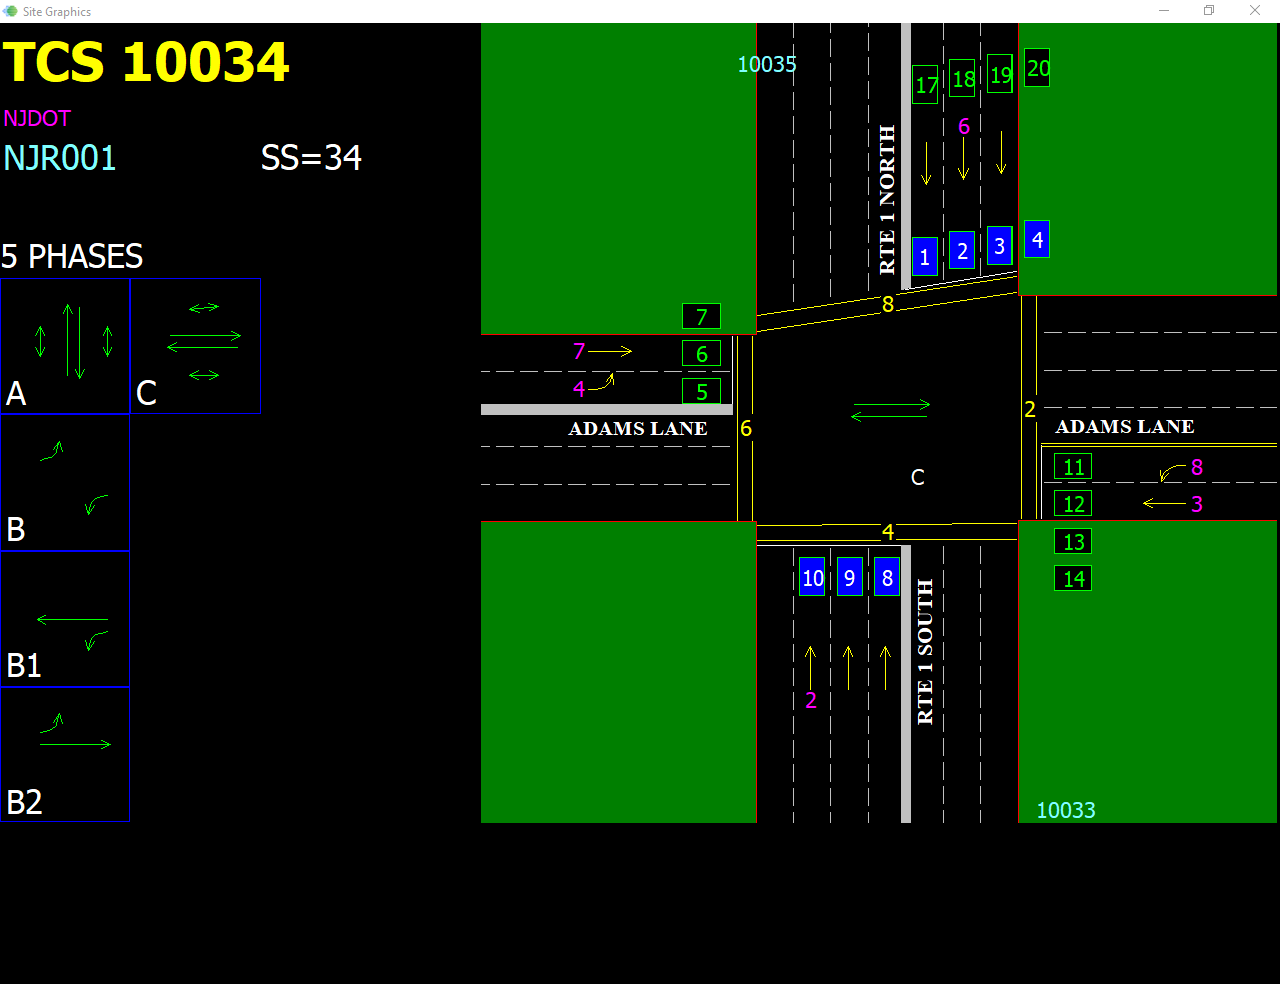 Site Graphics
TCS 10034
NJDOT
NJR001
SS=34
5 PHASES
A
C
B
B1
B2
10035
17
18
19
20
6
RTE 1 NORTH
1
2
3
4
8
7
7
6
4
5
ADAMS LANE
6
2
ADAMS LANE
11
8
C
12
3
4
13
10
9
8
14
RTE 1 SOUTH
2
10033